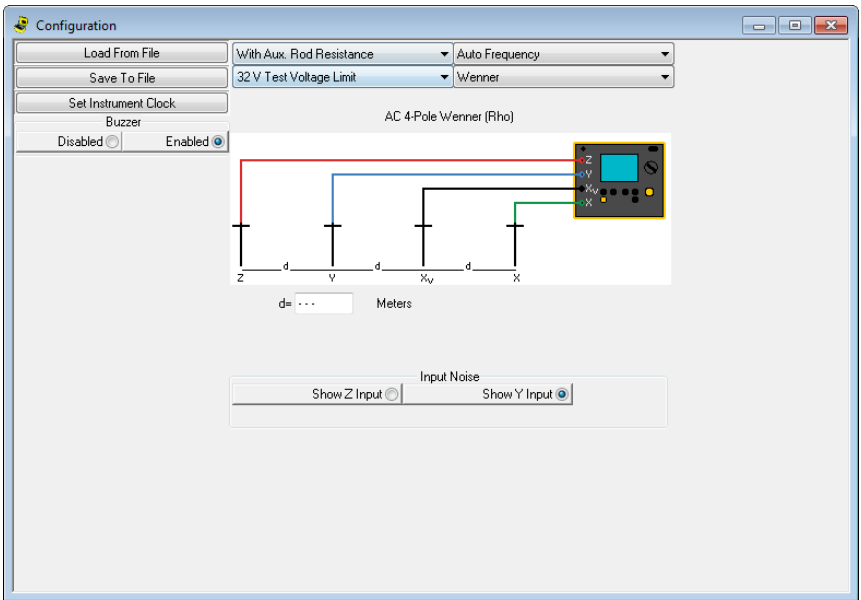 Configuration
Load From File
With Aux. Rod Resistance
Auto Frequency
Save To File
32 V Test Voltage Limit
Wenner
Set Instrument Clock
Buzzer
Disabled
Enabled
AC 4-Pole Wenner (Rho)
Z
Y
Xv
X
d
d
d
Z
Y
Xv
X
d= ---
Meters
Input Noise
Show Z Input
Show Y Input